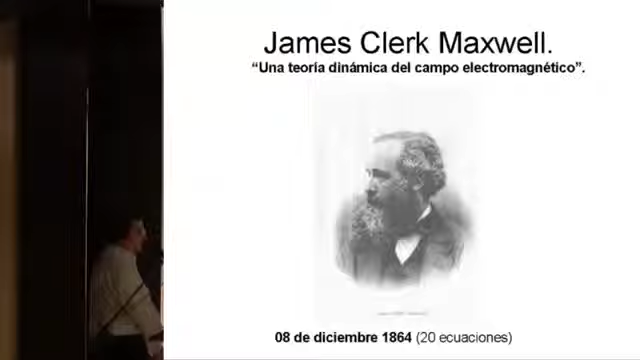 James Clerk Maxwell.
“Una teoría dinámica del campo electromagnético”.
08 de diciembre 1864 (20 ecuaciones)